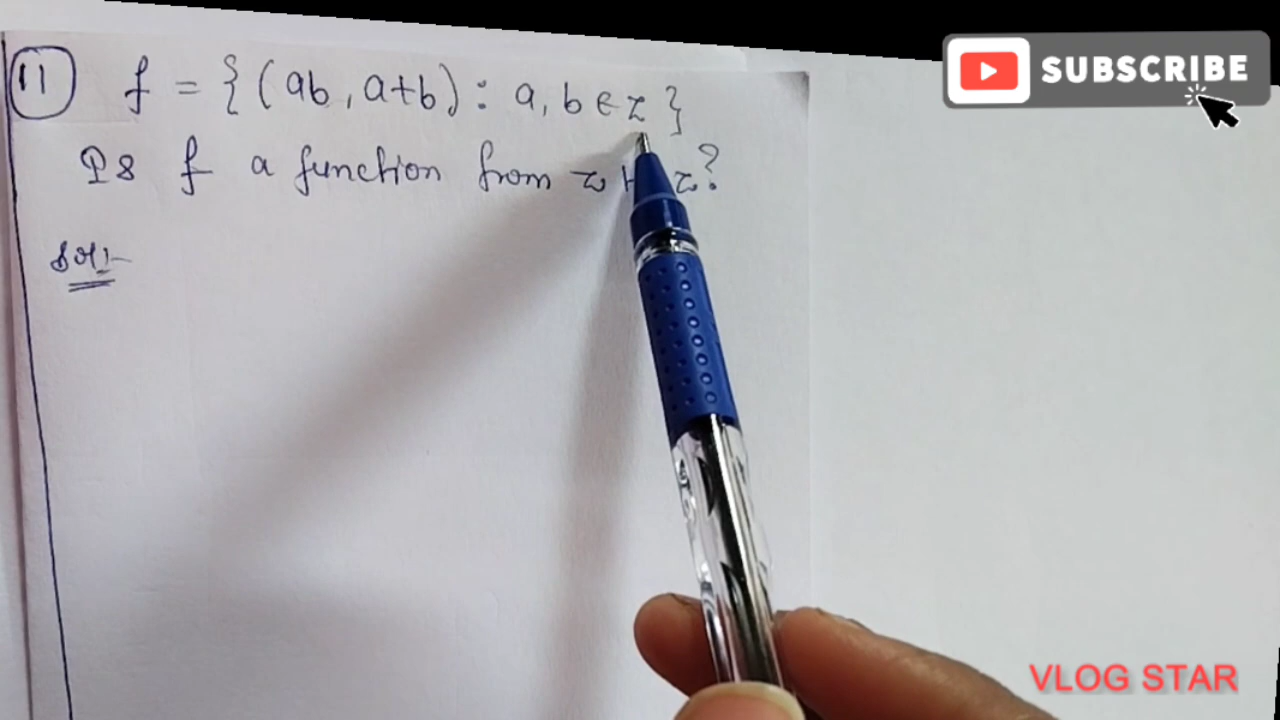 11 f = {(ab, a+b) : a, b ∈ z}
Is f a function from z z?
Sol:-
SUBSCRIBE
VLOG STAR